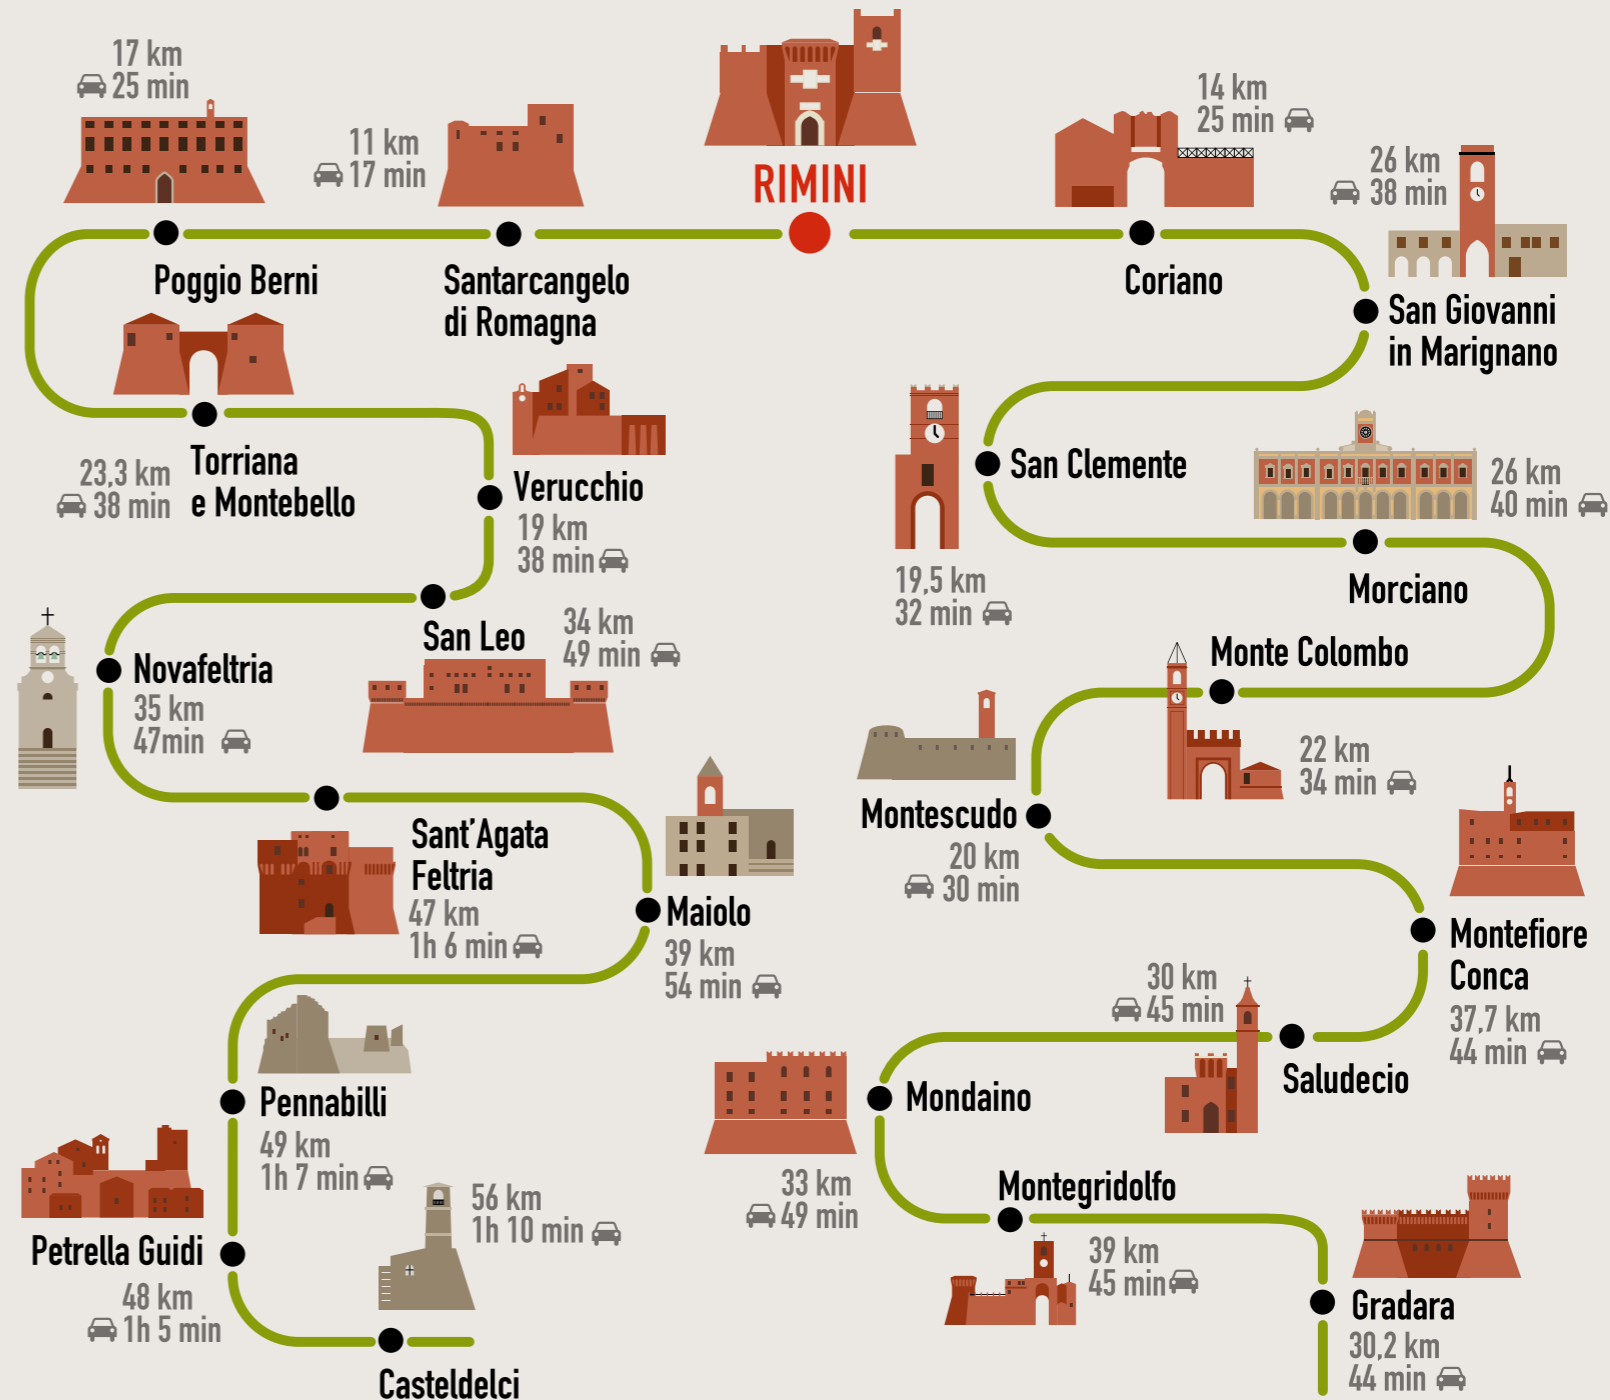 17 km
25 min
11 km
17 min
RIMINI
14 km
25 min
26 km
38 min
Poggio Berni
Santarcangelo
di Romagna
Coriano
San Giovanni
in Marignano
23,3 km
38 min
Torriana
e Montebello
Verucchio
19 km
38 min
San Clemente
19,5 km
32 min
26 km
40 min
Morciano
San Leo
34 km
49 min
Novafeltria
35 km
47min
Monte Colombo
22 km
34 min
Montescudo
20 km
30 min
Sant'Agata
Feltria
47 km
1h 6 min
Maiolo
39 km
54 min
Montefiore
Conca
37,7 km
44 min
30 km
45 min
Saludecio
Mondaino
33 km
49 min
Pennabilli
49 km
1h 7 min
Petrella Guidi
48 km
1h 5 min
56 km
1h 10 min
Casteldelci
Montegridolfo
39 km
45 min
Gradara
30,2 km
44 min